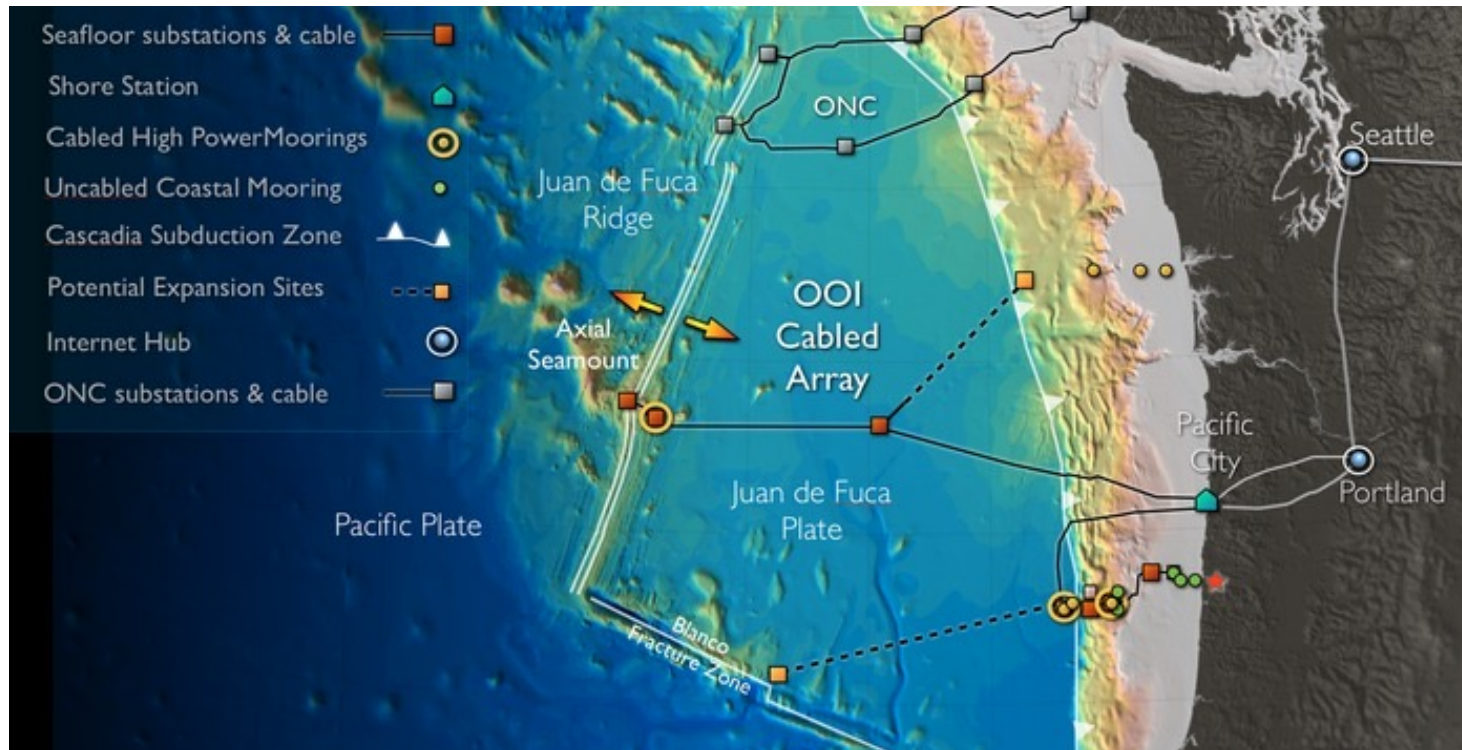 Seafloor substations & cable
Shore Station
Cabled High PowerMoorings
Uncabled Coastal Mooring
Cascadia Subduction Zone
Potential Expansion Sites
Internet Hub
ONC substations & cable
ONC
Seattle
Juan de Fuca
Ridge
OOI
Cabled
Array
Axial
Seamount
Pacific
City
Portland
Juan de Fuca
Plate
Pacific Plate
Blanco
Fracture Zone